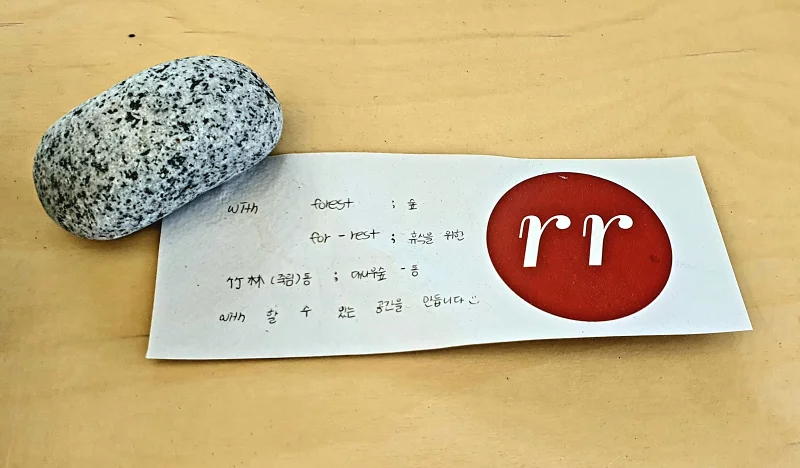 with forest ; 숲
for - rest ; 휴식을 위한
竹林(죽림)등 ; 대나무숲 - 등
with 할 수 있는 공간을 만듭니다
rr